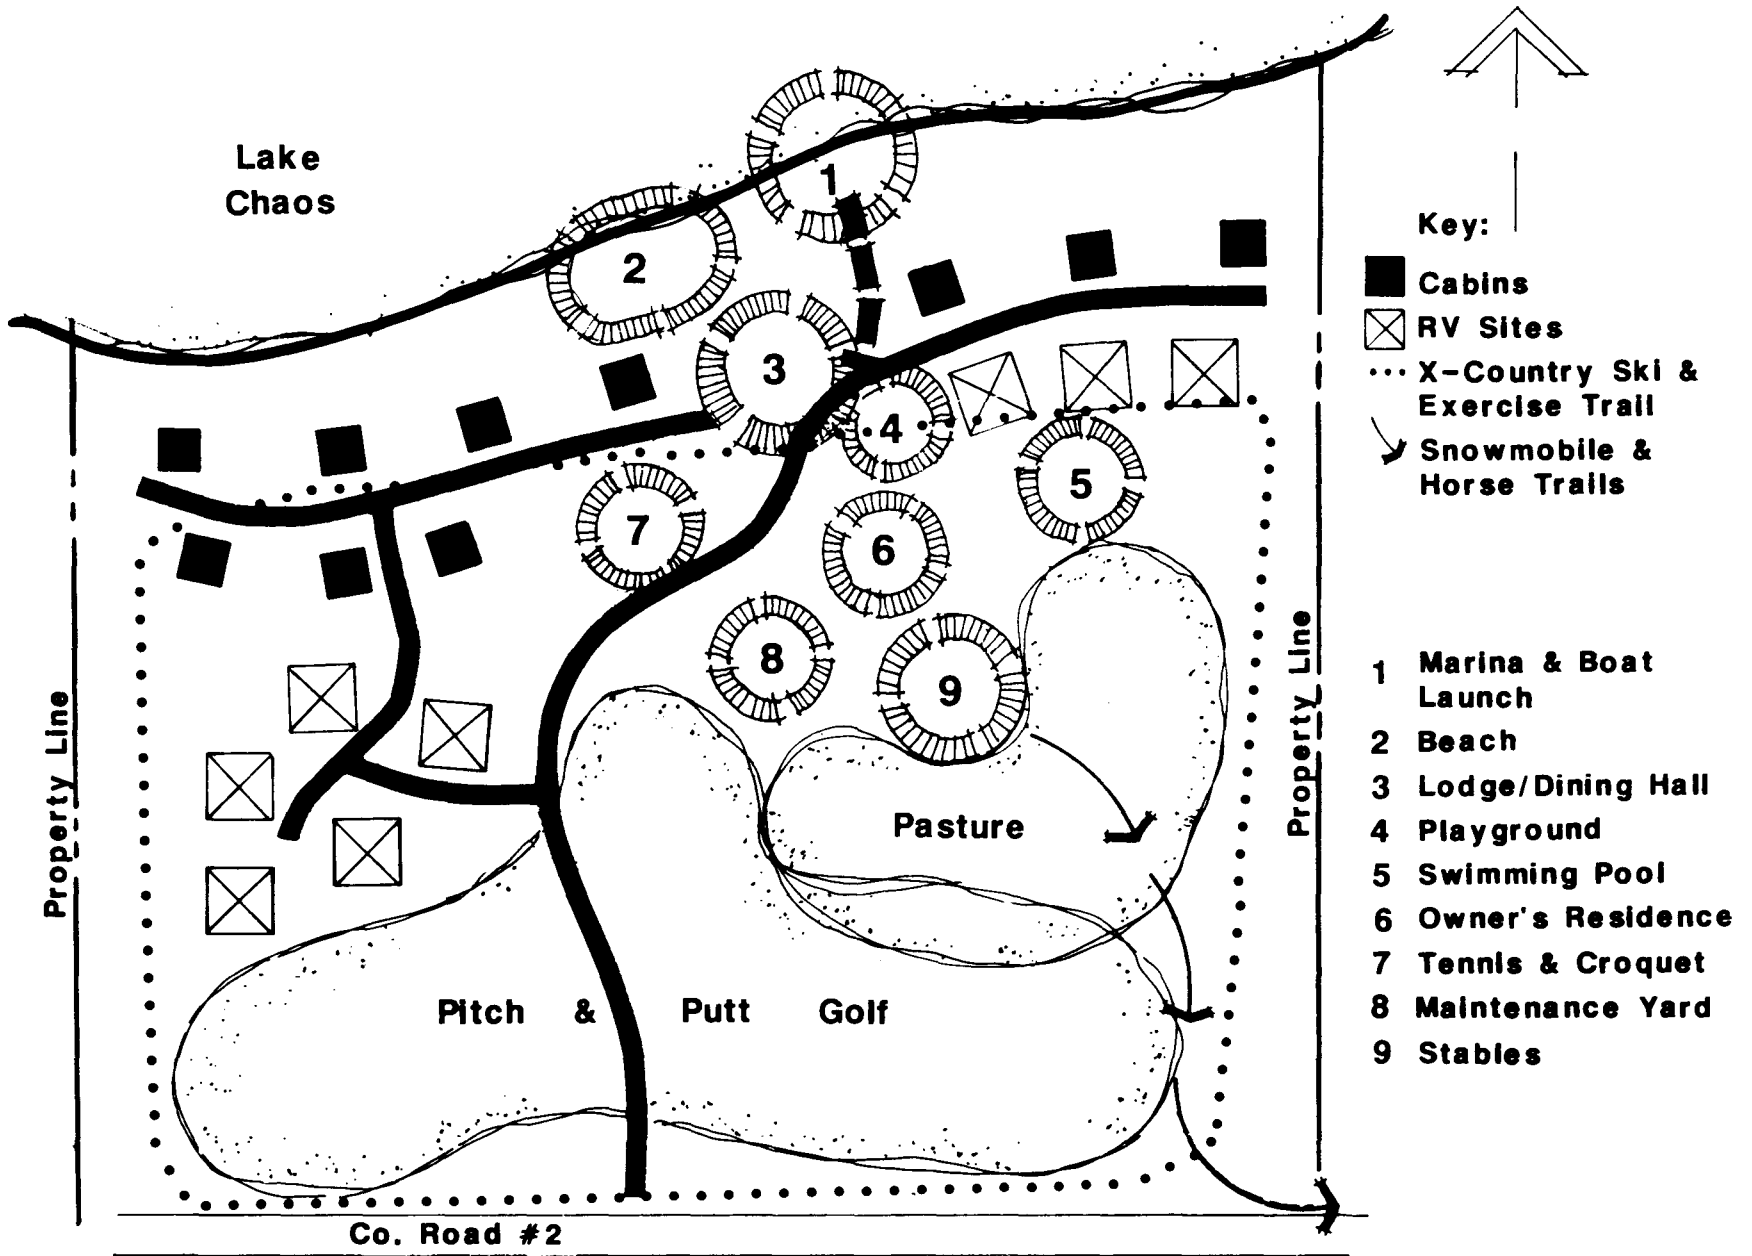 Lake
Chaos
1
2
3
4
5
6
7
8
9
Pasture
Pitch & Putt Golf
Property Line
Property Line
Co. Road #2
Key:
Cabins
RV Sites
X-Country Ski &
Exercise Trail
Snowmobile &
Horse Trails
1 Marina & Boat
Launch
2 Beach
3 Lodge/Dining Hall
4 Playground
5 Swimming Pool
6 Owner's Residence
7 Tennis & Croquet
8 Maintenance Yard
9 Stables